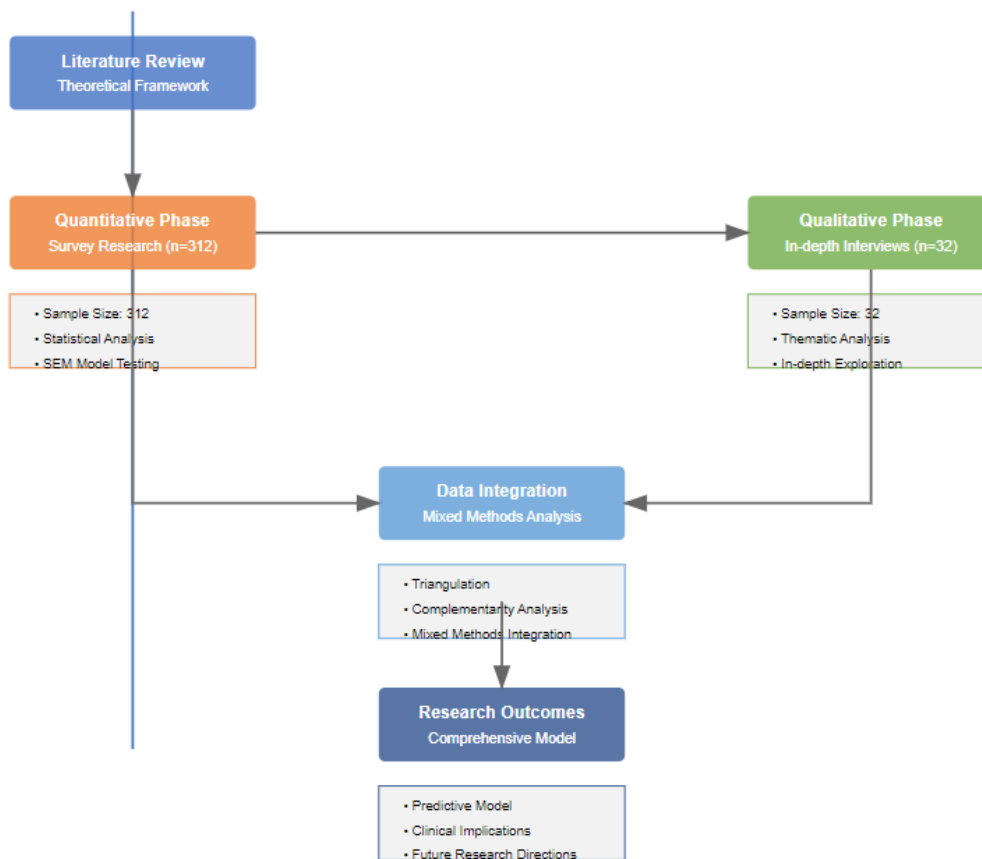 Literature Review
Theoretical Framework
Quantitative Phase
Survey Research (n=312)
Qualitative Phase
In-depth Interviews (n=32)
• Sample Size: 312
• Statistical Analysis
• SEM Model Testing
• Sample Size: 32
• Thematic Analysis
• In-depth Exploration
Data Integration
Mixed Methods Analysis
• Triangulation
• Complementarity Analysis
• Mixed Methods Integration
Research Outcomes
Comprehensive Model
• Predictive Model
• Clinical Implications
• Future Research Directions